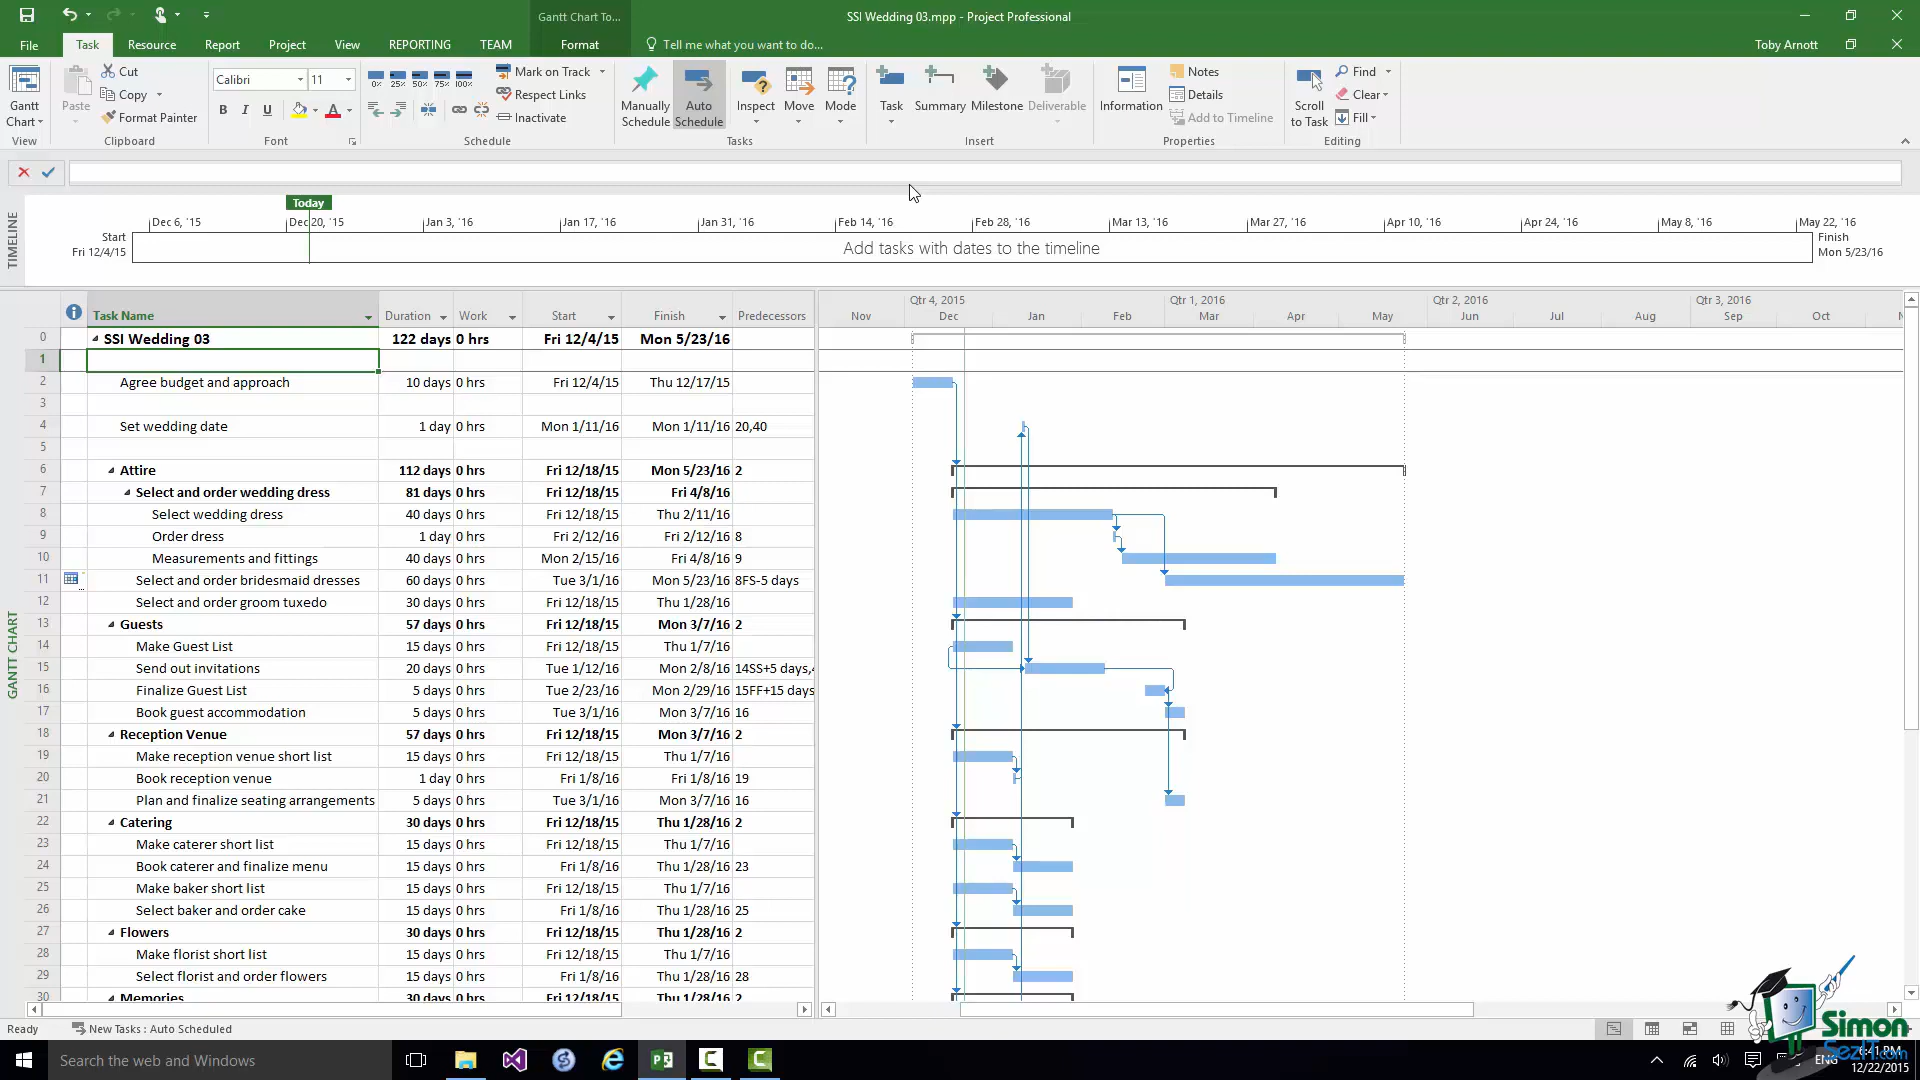 Gantt Chart To...
SSI Wedding 03.mpp - Project Professional
File Task Resource Report Project View REPORTING TEAM Format Tell me what you want to do... Toby Arnott
Gantt Chart
View
Paste
Cut
Copy
Format Painter
Clipboard
Calibri 11
B I U
Font
0% 25% 50% 75% 100%
Mark on Track
Respect Links
Inactivate
Schedule
Manually Schedule
Auto Schedule
Inspect
Move
Mode
Tasks
Task
Summary
Milestone
Deliverable
Insert
Information
Notes
Details
Add to Timeline
Properties
Scroll to Task
Find
Clear
Fill
Editing
TIMELINE
Today
Dec 6, '15 Dec 20, '15 Jan 3, '16 Jan 17, '16 Jan 31, '16 Feb 14, '16 Feb 28, '16 Mar 13, '16 Mar 27, '16 Apr 10, '16 Apr 24, '16 May 8, '16 May 22, '16
Start
Fri 12/4/15
Add tasks with dates to the timeline
Finish
Mon 5/23/16
GANTT CHART
Task Name Duration Work Start Finish Predecessors
Qtr 4, 2015 Qtr 1, 2016 Qtr 2, 2016 Qtr 3, 2016
Nov Dec Jan Feb Mar Apr May Jun Jul Aug Sep Oct
0 SSI Wedding 03 122 days 0 hrs Fri 12/4/15 Mon 5/23/16
1
2 Agree budget and approach 10 days 0 hrs Fri 12/4/15 Thu 12/17/15
3
4 Set wedding date 1 day 0 hrs Mon 1/11/16 Mon 1/11/16 20,40
5
6 Attire 112 days 0 hrs Fri 12/18/15 Mon 5/23/16 2
7 Select and order wedding dress 81 days 0 hrs Fri 12/18/15 Fri 4/8/16
8 Select wedding dress 40 days 0 hrs Fri 12/18/15 Thu 2/11/16
9 Order dress 1 day 0 hrs Fri 2/12/16 Fri 2/12/16 8
10 Measurements and fittings 40 days 0 hrs Mon 2/15/16 Fri 4/8/16 9
11 Select and order bridesmaid dresses 60 days 0 hrs Tue 3/1/16 Mon 5/23/16 8FS-5 days
12 Select and order groom tuxedo 30 days 0 hrs Fri 12/18/15 Thu 1/28/16
13 Guests 57 days 0 hrs Fri 12/18/15 Mon 3/7/16 2
14 Make Guest List 15 days 0 hrs Fri 12/18/15 Thu 1/7/16
15 Send out invitations 20 days 0 hrs Tue 1/12/16 Mon 2/8/16 14SS+5 days,
16 Finalize Guest List 5 days 0 hrs Tue 2/23/16 Mon 2/29/16 15FF+15 days
17 Book guest accommodation 5 days 0 hrs Tue 3/1/16 Mon 3/7/16 16
18 Reception Venue 57 days 0 hrs Fri 12/18/15 Mon 3/7/16 2
19 Make reception venue short list 15 days 0 hrs Fri 12/18/15 Thu 1/7/16
20 Book reception venue 1 day 0 hrs Fri 1/8/16 Fri 1/8/16 19
21 Plan and finalize seating arrangements 5 days 0 hrs Tue 3/1/16 Mon 3/7/16 16
22 Catering 30 days 0 hrs Fri 12/18/15 Thu 1/28/16 2
23 Make caterer short list 15 days 0 hrs Fri 12/18/15 Thu 1/7/16
24 Book caterer and finalize menu 15 days 0 hrs Fri 1/8/16 Thu 1/28/16 23
25 Make baker short list 15 days 0 hrs Fri 12/18/15 Thu 1/7/16
26 Select baker and order cake 15 days 0 hrs Fri 1/8/16 Thu 1/28/16 25
27 Flowers 30 days 0 hrs Fri 12/18/15 Thu 1/28/16 2
28 Make florist short list 15 days 0 hrs Fri 12/18/15 Thu 1/7/16
29 Select florist and order flowers 15 days 0 hrs Fri 1/8/16 Thu 1/28/16 28
30 Memories 30 days 0 hrs Fri 12/18/15 Thu 1/28/16 2
Ready New Tasks : Auto Scheduled
Simon
SezIT.com
Search the web and Windows
ENG
6:41 PM
12/22/2015